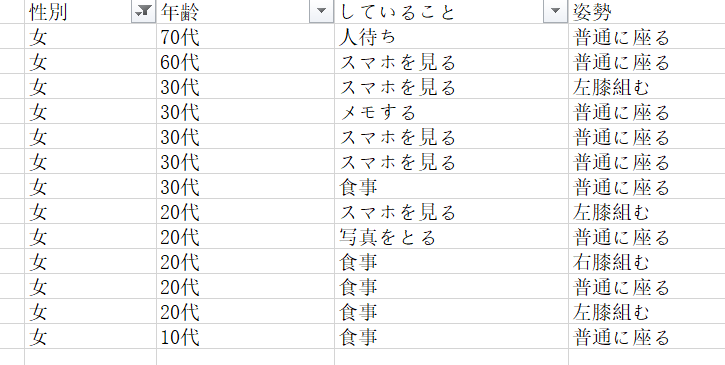 性別 年齢 していること 姿勢
女 70代 人待ち 普通に座る
女 60代 スマホを見る 普通に座る
女 30代 スマホを見る 左膝組む
女 30代 メモする 普通に座る
女 30代 スマホを見る 普通に座る
女 30代 スマホを見る 普通に座る
女 30代 食事 普通に座る
女 20代 スマホを見る 左膝組む
女 20代 写真をとる 普通に座る
女 20代 食事 右膝組む
女 20代 食事 普通に座る
女 20代 食事 左膝組む
女 10代 食事 普通に座る